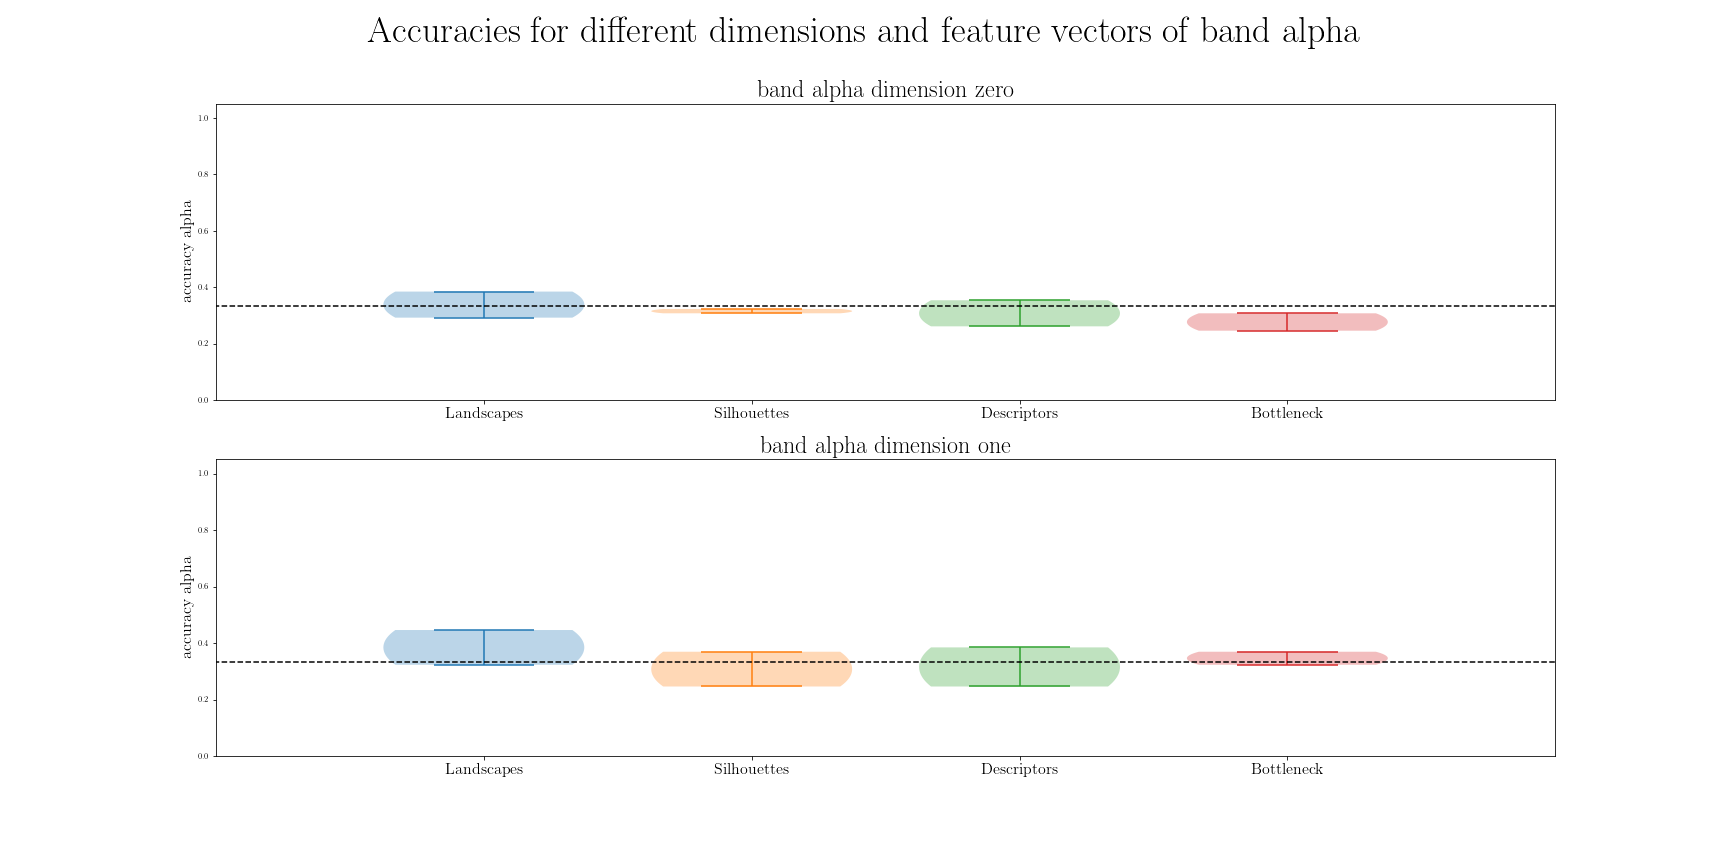 Accuracies for different dimensions and feature vectors of band alpha
band alpha dimension zero
accuracy alpha
1.0
0.8
0.6
0.4
0.2
0.0
Landscapes Silhouettes Descriptors Bottleneck
band alpha dimension one
accuracy alpha
1.0
0.8
0.6
0.4
0.2
0.0
Landscapes Silhouettes Descriptors Bottleneck